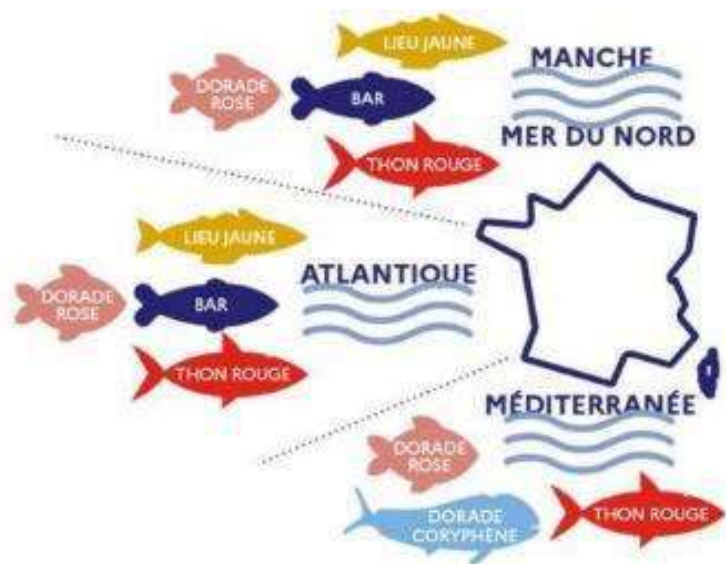 LIEU JAUNE
MANCHE
DORADE
ROSE
BAR
MER DU NORD
THON ROUGE
LIEU JAUNE
ATLANTIQUE
DORADE
ROSE
BAR
THON ROUGE
MÉDITERRANÉE
DORADE
ROSE
DORADE
CORYPHÈNE
THON ROUGE